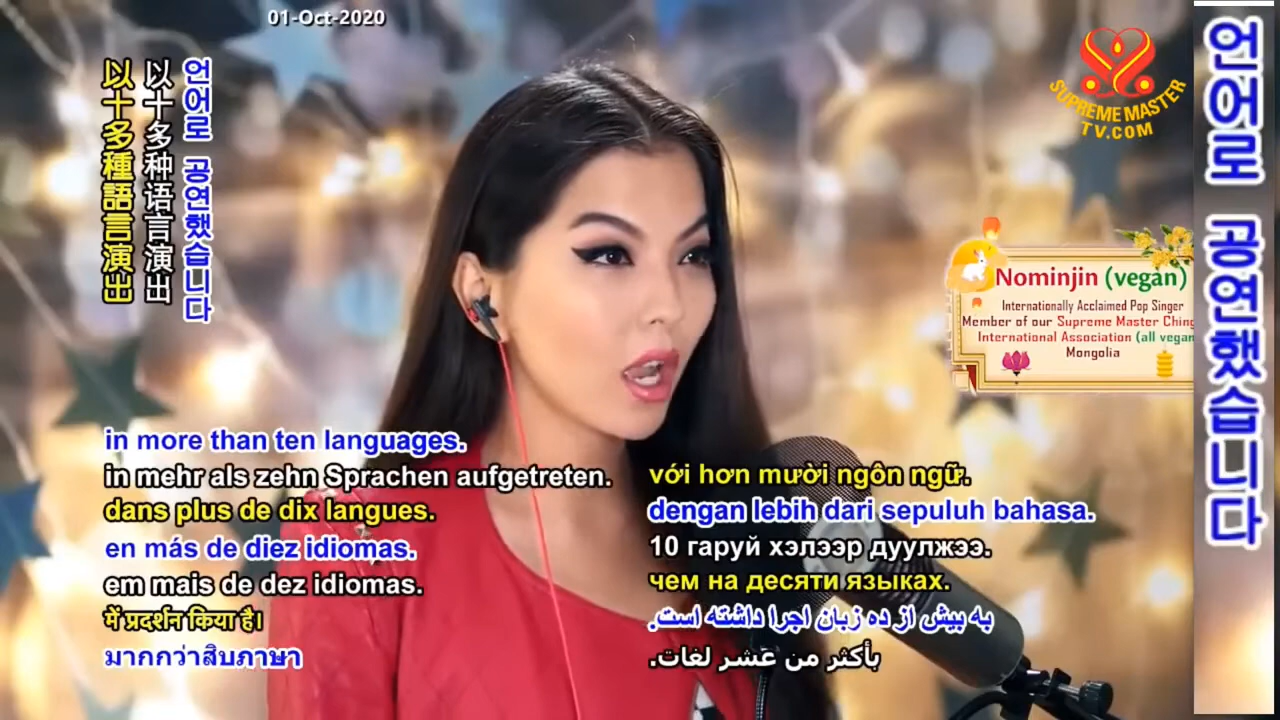 01-Oct-2020
SUPREME MASTER
TV.COM
언어로 공연했습니다
以十多种语言演出
以十多種語言演出
언어로 공연했습니다
Nominjin (vegan)
Internationally Acclaimed Pop Singer
Member of our Supreme Master Ching
International Association (all vegan
Mongolia
in more than ten languages.
in mehr als zehn Sprachen aufgetreten.
dans plus de dix langues.
en más de diez idiomas.
em mais de dez idiomas.
में प्रदर्शन किया है।
มากกว่าสิบภาษา
với hơn mười ngôn ngữ.
dengan lebih dari sepuluh bahasa.
10 гаруй хэлээр дуулжээ.
чем на десяти языках.
به بیش از ده زبان اجرا داشته است.
بأكثر من عشر لغات.